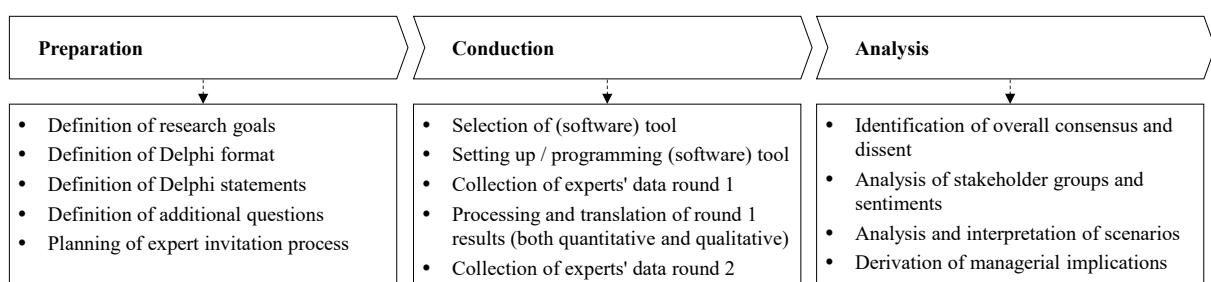 Preparation
Conduction
Analysis
• Definition of research goals
• Definition of Delphi format
• Definition of Delphi statements
• Definition of additional questions
• Planning of expert invitation process
• Selection of (software) tool
• Setting up / programming (software) tool
• Collection of experts' data round 1
• Processing and translation of round 1
results (both quantitative and qualitative)
• Collection of experts' data round 2
• Identification of overall consensus and
dissent
• Analysis of stakeholder groups and
sentiments
• Analysis and interpretation of scenarios
• Derivation of managerial implications